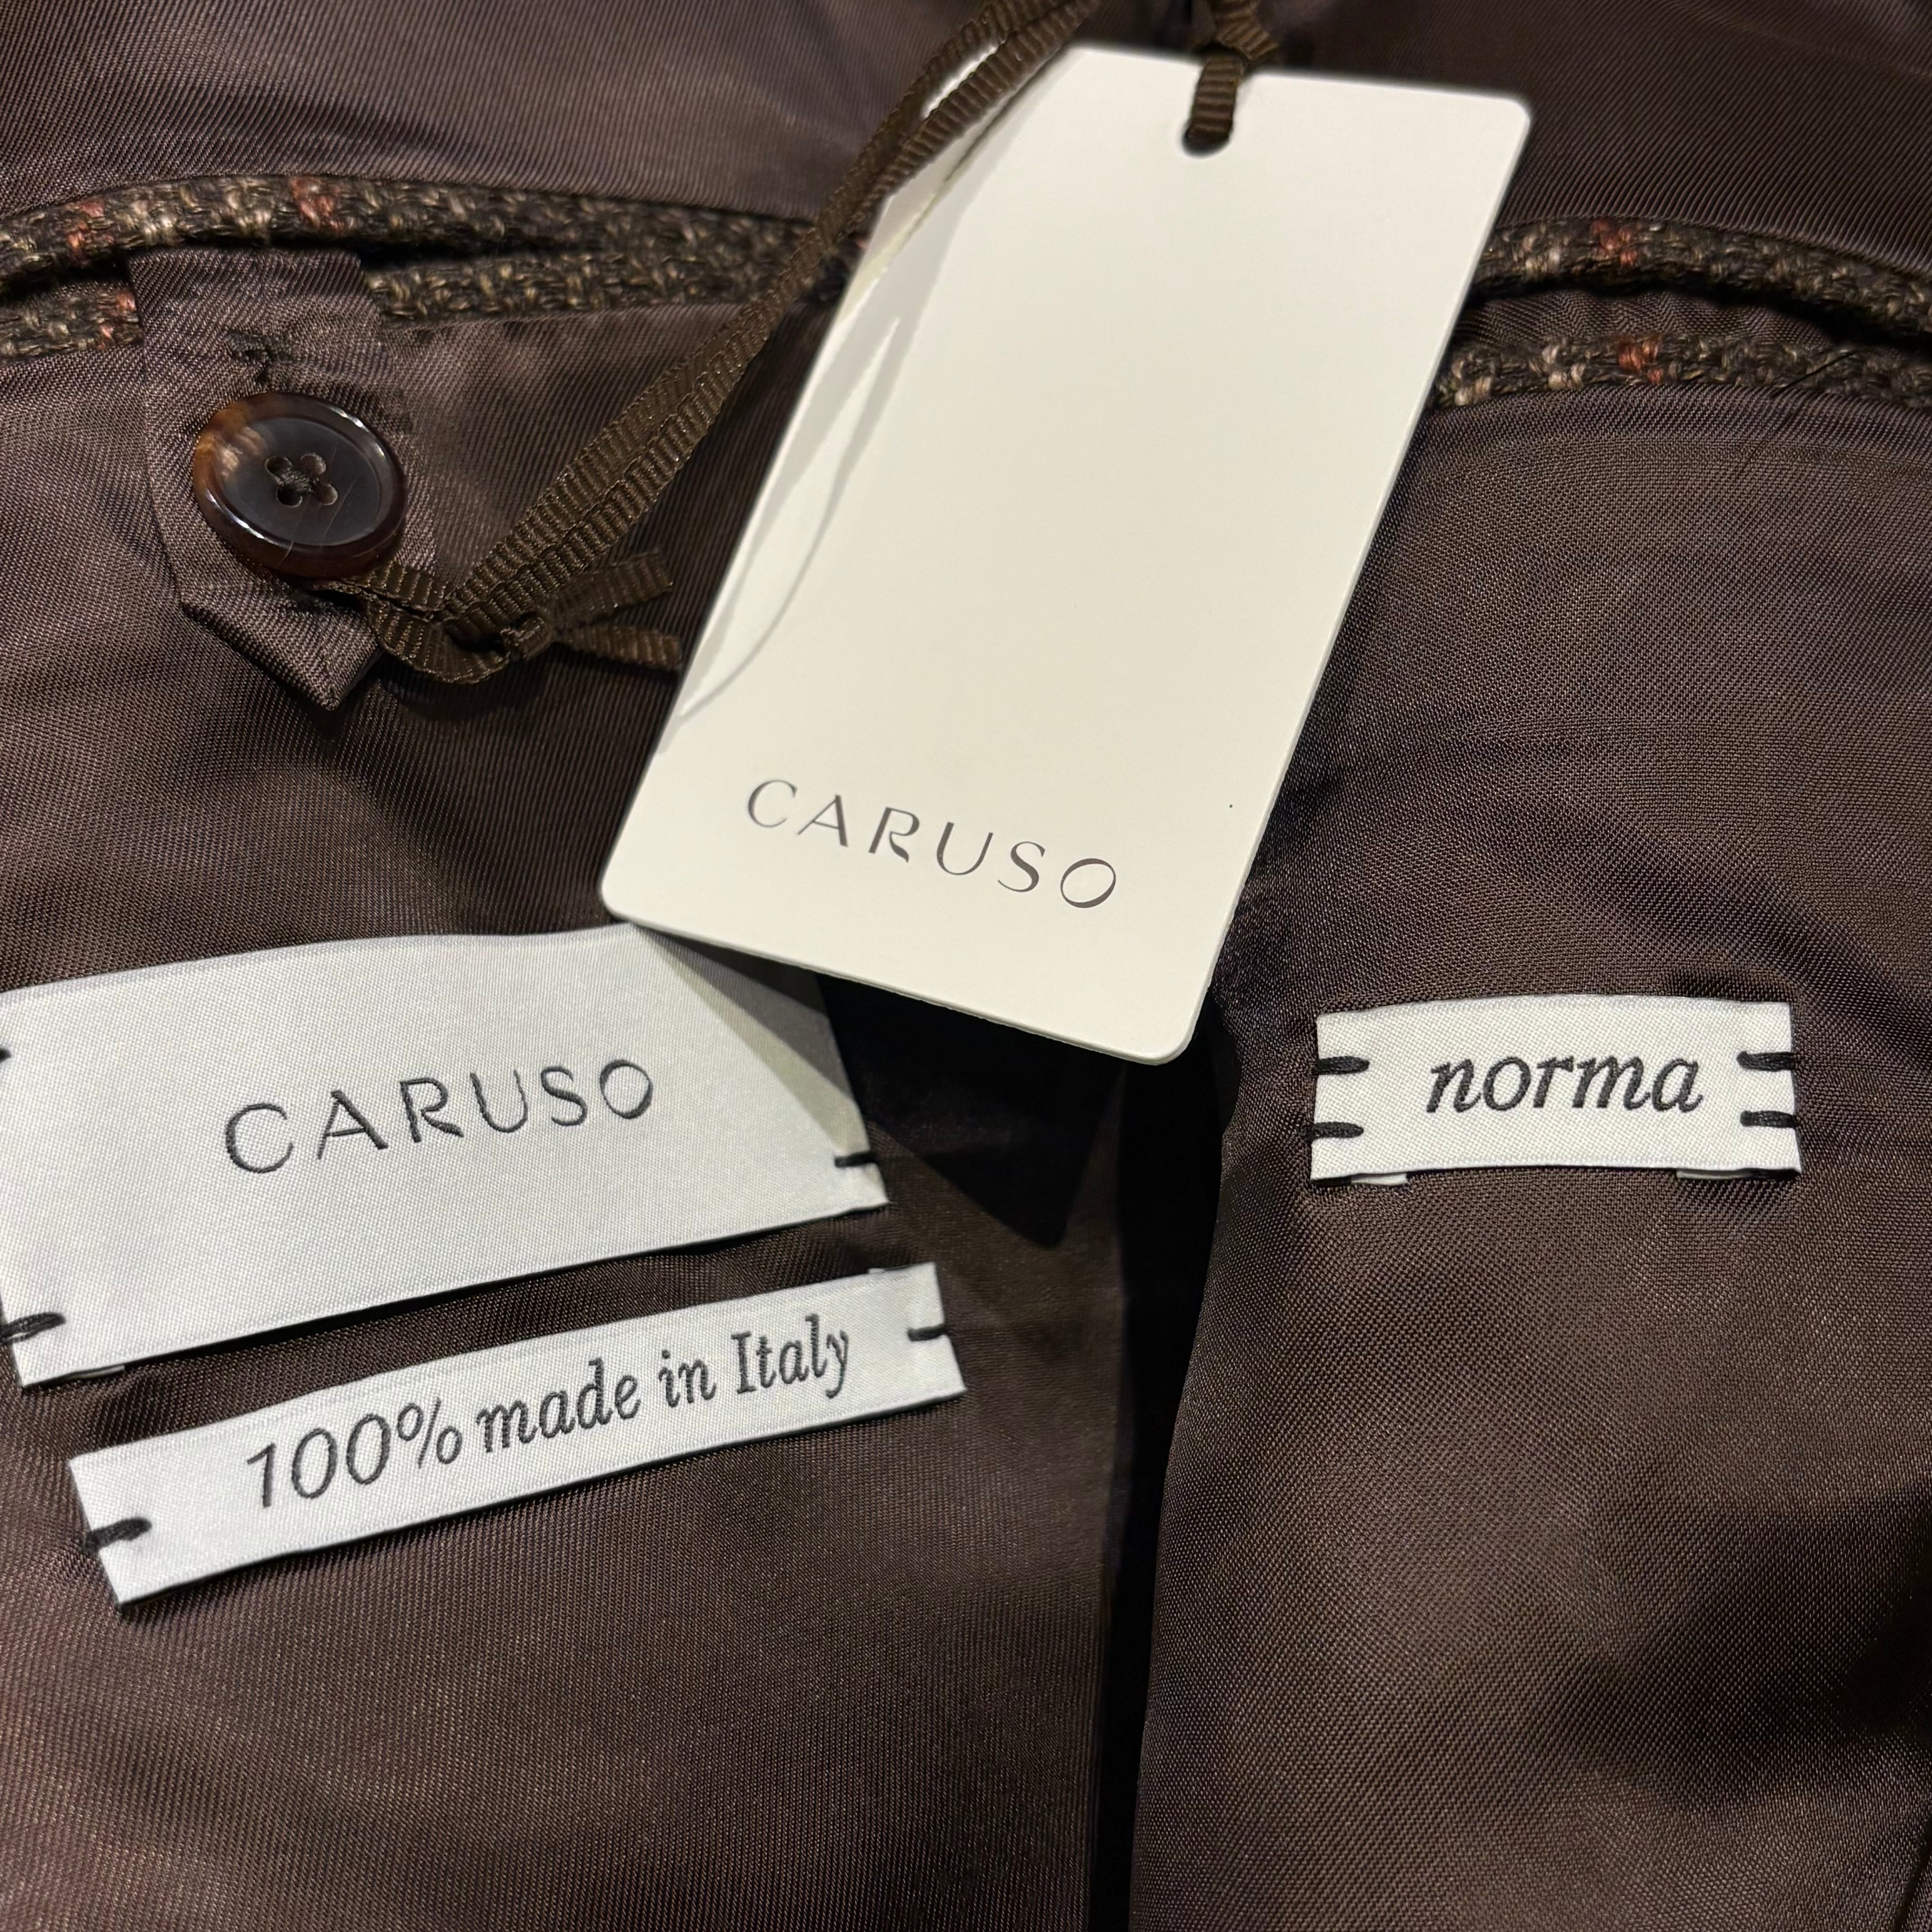 CARUSO
CARUSO
100% made in Italy
norma